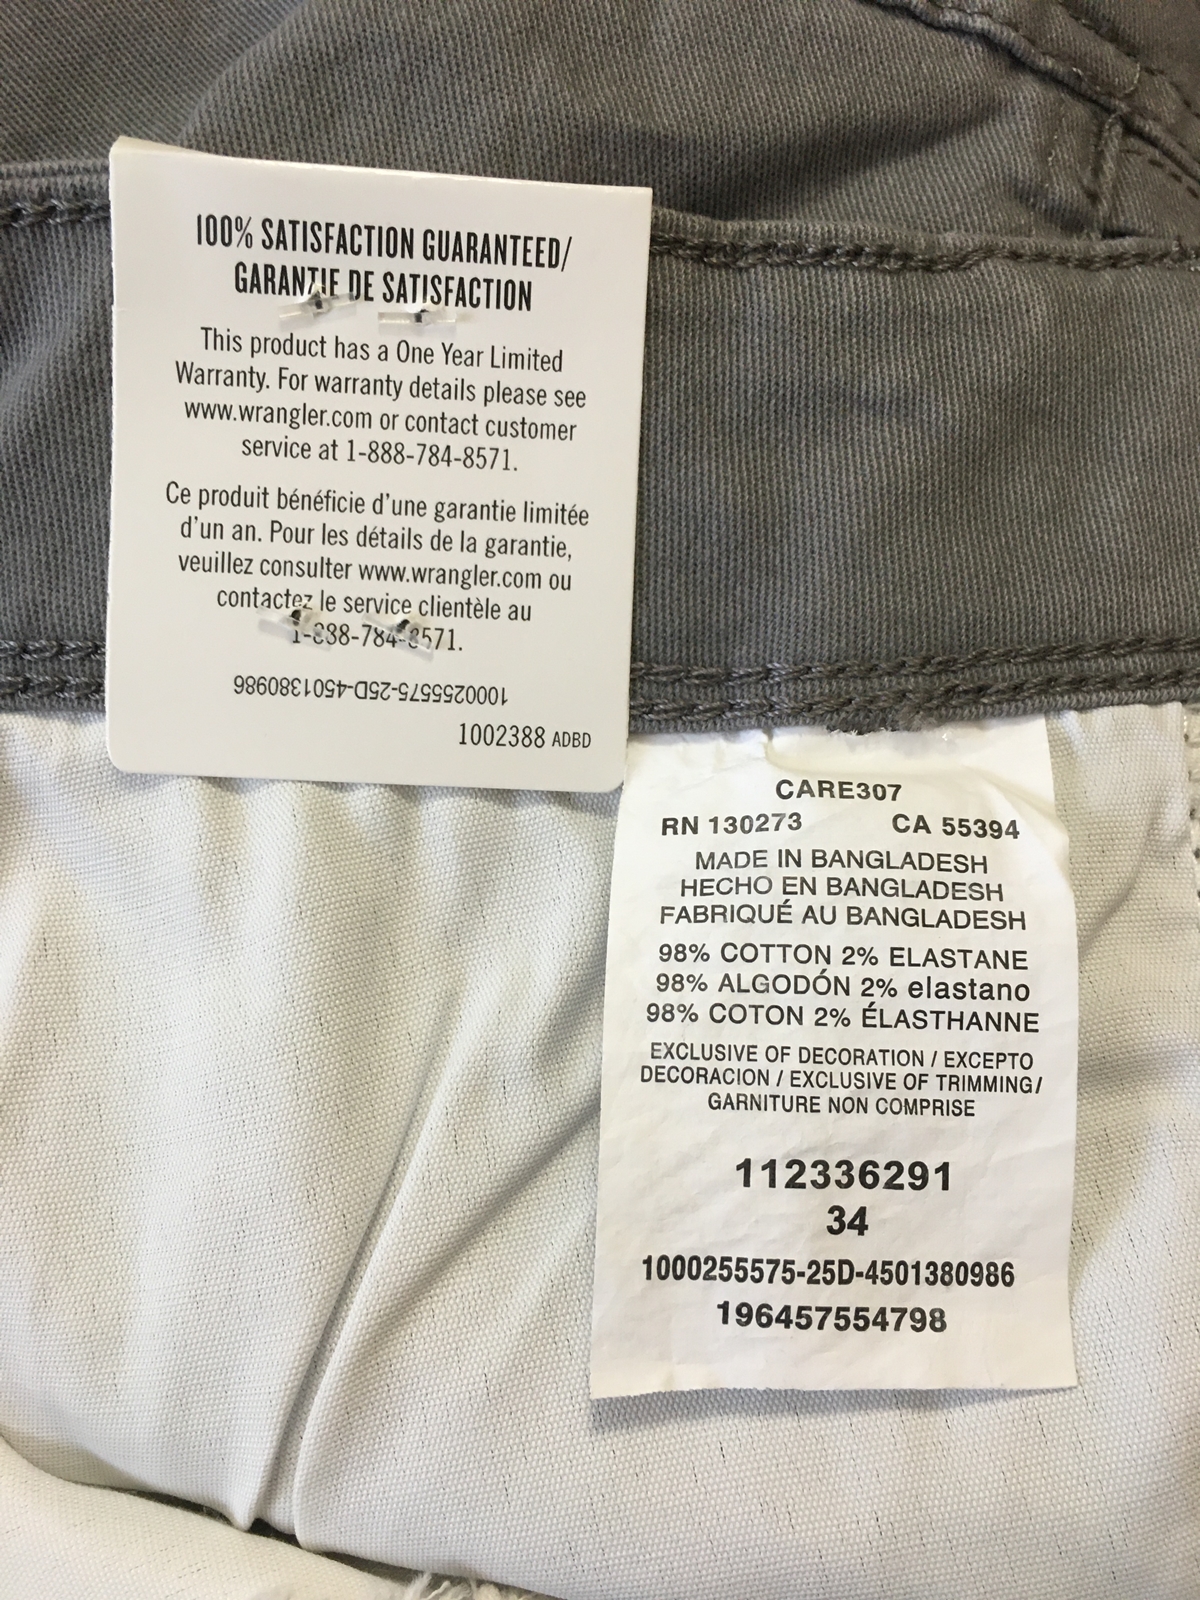 100% SATISFACTION GUARANTEED/
GARANTIE DE SATISFACTION
This product has a One Year Limited
Warranty. For warranty details please see
www.wrangler.com or contact customer
service at 1-888-784-8571.
Ce produit bénéficie d'une garantie limitée
d'un an. Pour les détails de la garantie,
veuillez consulter www.wrangler.com ou
contactez le service clientèle au
1-888-784-8571.
1000255575-25D-4501380986
1002388 ADBD
CARE307
RN 130273 CA 55394
MADE IN BANGLADESH
HECHO EN BANGLADESH
FABRIQUÉ AU BANGLADESH
98% COTTON 2% ELASTANE
98% ALGODÓN 2% elastano
98% COTON 2% ÉLASTHANNE
EXCLUSIVE OF DECORATION / EXCEPTO
DECORACION / EXCLUSIVE OF TRIMMING/
GARNITURE NON COMPRISE
112336291
34
1000255575-25D-4501380986
196457554798